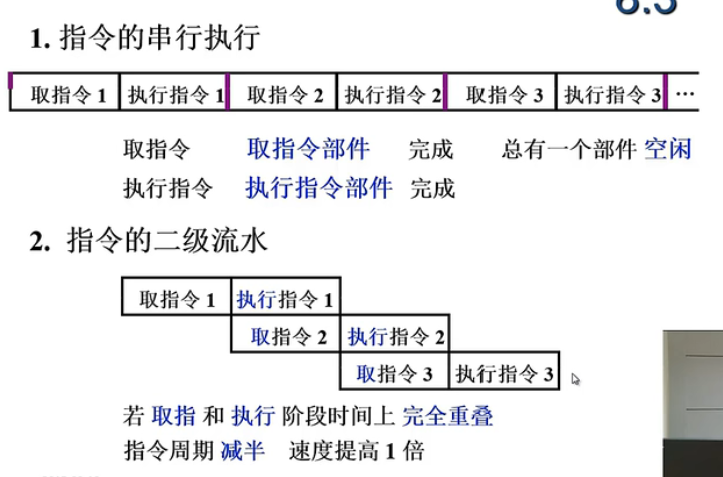 1. 指令的串行执行
取指令 1 执行指令 1 取指令 2 执行指令 2 取指令 3 执行指令 3 …
取指令 取指令部件 完成 总有一个部件 空闲
执行指令 执行指令部件 完成
2. 指令的二级流水
取指令 1 执行指令 1
取指令 2 执行指令 2
取指令 3 执行指令 3
若 取指 和 执行 阶段时间上 完全重叠
指令周期 减半 速度提高 1 倍